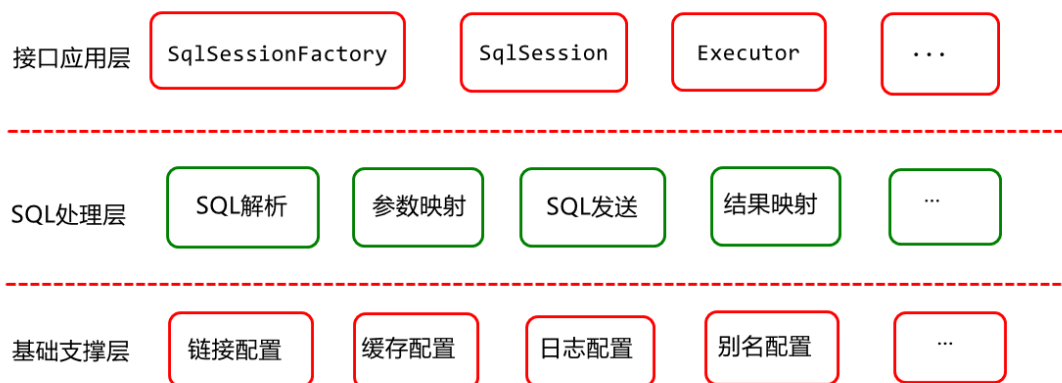 接口应用层 SqlSessionFactory SqlSession Executor ...
SQL处理层 SQL解析 参数映射 SQL发送 结果映射 ...
基础支撑层 链接配置 缓存配置 日志配置 别名配置 ...